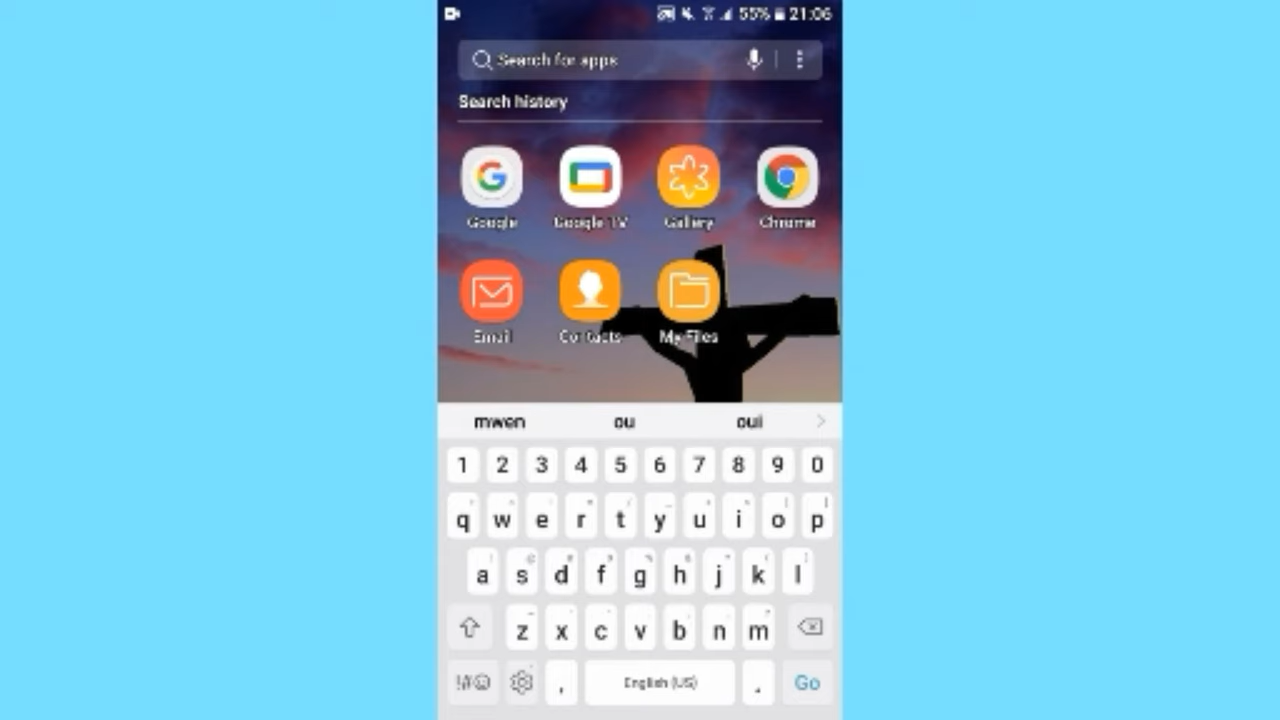 55% 21:06
Search for apps
Search history
Google Google TV Gallery Chrome
Email Contacts My Files
mwen ou oui
1 2 3 4 5 6 7 8 9 0
q w e r t y u i o p
a s d f g h j k l
z x c v b n m
!#☺ , English (US) . Go